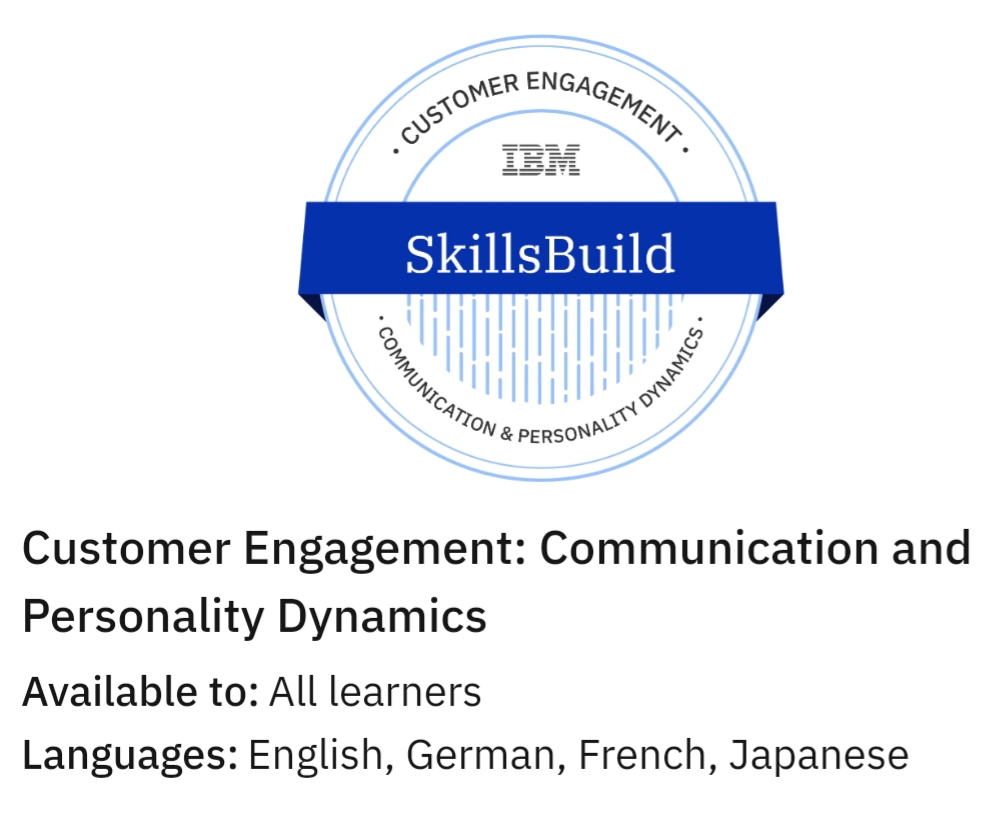 · CUSTOMER ENGAGEMENT ·
IBM
SkillsBuild
· COMMUNICATION & PERSONALITY DYNAMICS ·
Customer Engagement: Communication and
Personality Dynamics
Available to: All learners
Languages: English, German, French, Japanese